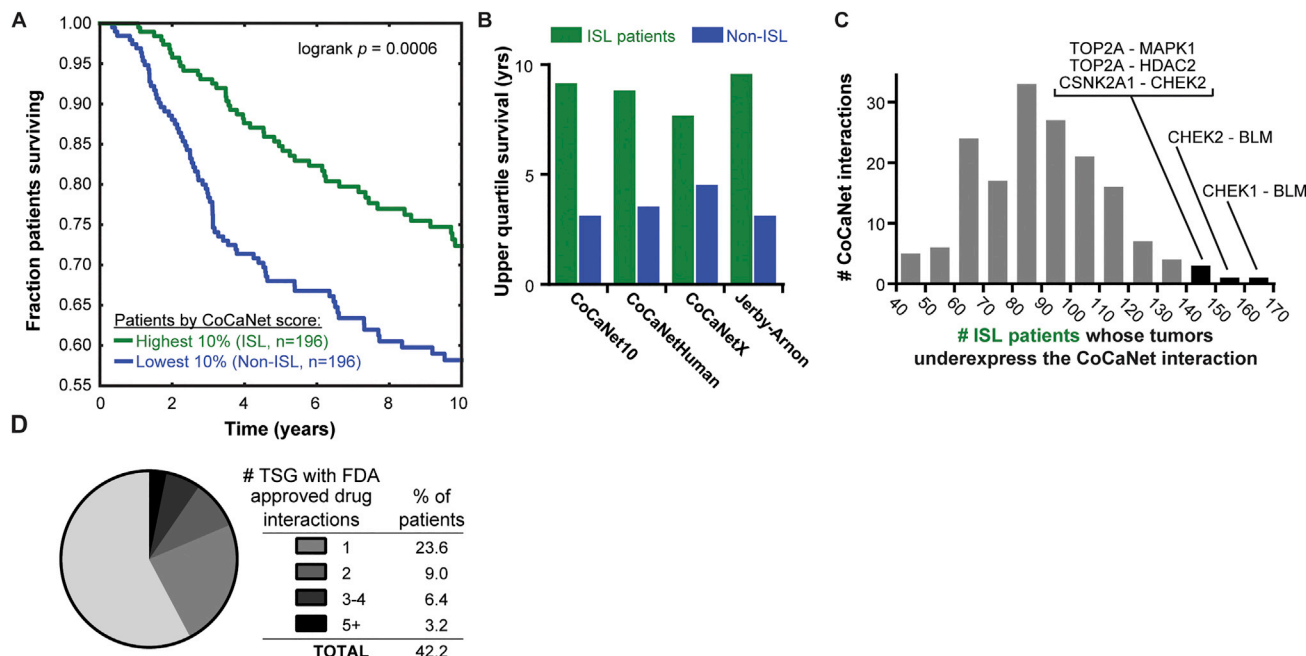 A
1.00
0.95
0.90
0.85
0.80
0.75
0.70
0.65
0.60
0.55
Fraction patients surviving
logrank p = 0.0006
Patients by CoCaNet score:
Highest 10% (ISL, n=196)
Lowest 10% (Non-ISL, n=196)
0 2 4 6 8 10
Time (years)
B
ISL patients Non-ISL
Upper quartile survival (yrs)
10
5
0
CoCaNet10
CoCaNetHuman
CoCaNetX
Jerby-Arnon
C
TOP2A - MAPK1
TOP2A - HDAC2
CSNK2A1 - CHEK2
CHEK2 - BLM
CHEK1 - BLM
# CoCaNet interactions
30
20
10
0
40 50 60 70 80 90 100 110 120 130 140 150 160 170
# ISL patients whose tumors
underexpress the CoCaNet interaction
D
# TSG with FDA
approved drug
interactions
% of
patients
1 23.6
2 9.0
3-4 6.4
5+ 3.2
TOTAL 42.2